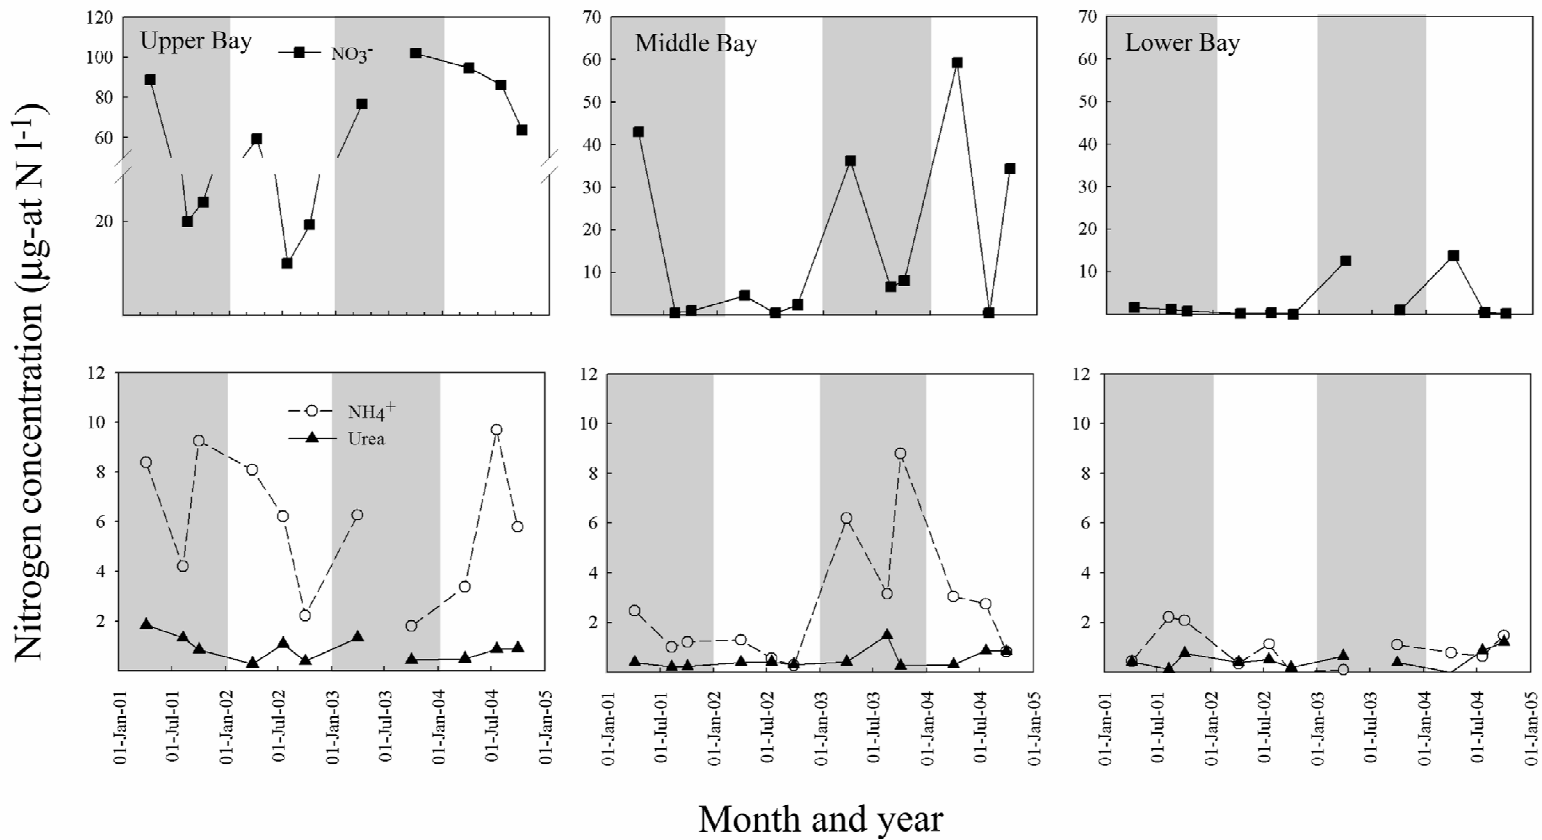 Nitrogen concentration (µg-at N l-1)
Upper Bay
NO3-
120
100
80
60
20
Middle Bay
70
60
50
40
30
20
10
Lower Bay
70
60
50
40
30
20
10
NH4+
Urea
12
10
8
6
4
2
12
10
8
6
4
2
12
10
8
6
4
2
01-Jan-01
01-Jul-01
01-Jan-02
01-Jul-02
01-Jan-03
01-Jul-03
01-Jan-04
01-Jul-04
01-Jan-05
01-Jan-01
01-Jul-01
01-Jan-02
01-Jul-02
01-Jan-03
01-Jul-03
01-Jan-04
01-Jul-04
01-Jan-05
01-Jan-01
01-Jul-01
01-Jan-02
01-Jul-02
01-Jan-03
01-Jul-03
01-Jan-04
01-Jul-04
01-Jan-05
Month and year